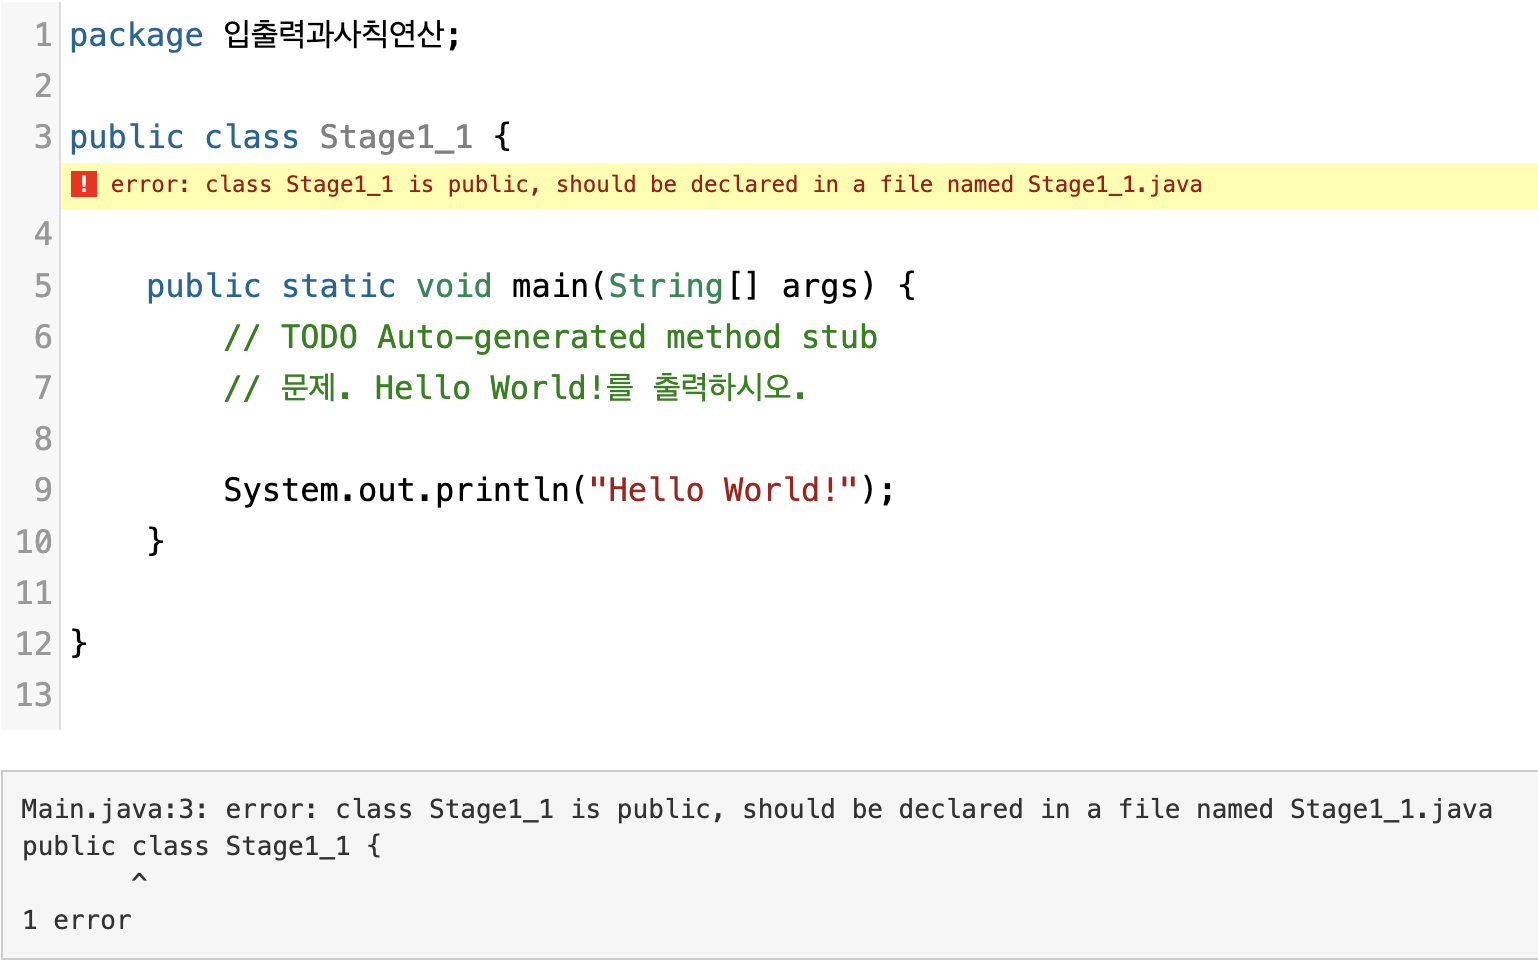 1 package 입출력과사칙연산;
2
3 public class Stage1_1 {
! error: class Stage1_1 is public, should be declared in a file named Stage1_1.java
4
5 public static void main(String[] args) {
6 // TODO Auto-generated method stub
7 // 문제. Hello World!를 출력하시오.
8
9 System.out.println("Hello World!");
10 }
11
12 }
13
Main.java:3: error: class Stage1_1 is public, should be declared in a file named Stage1_1.java
public class Stage1_1 {
^
1 error